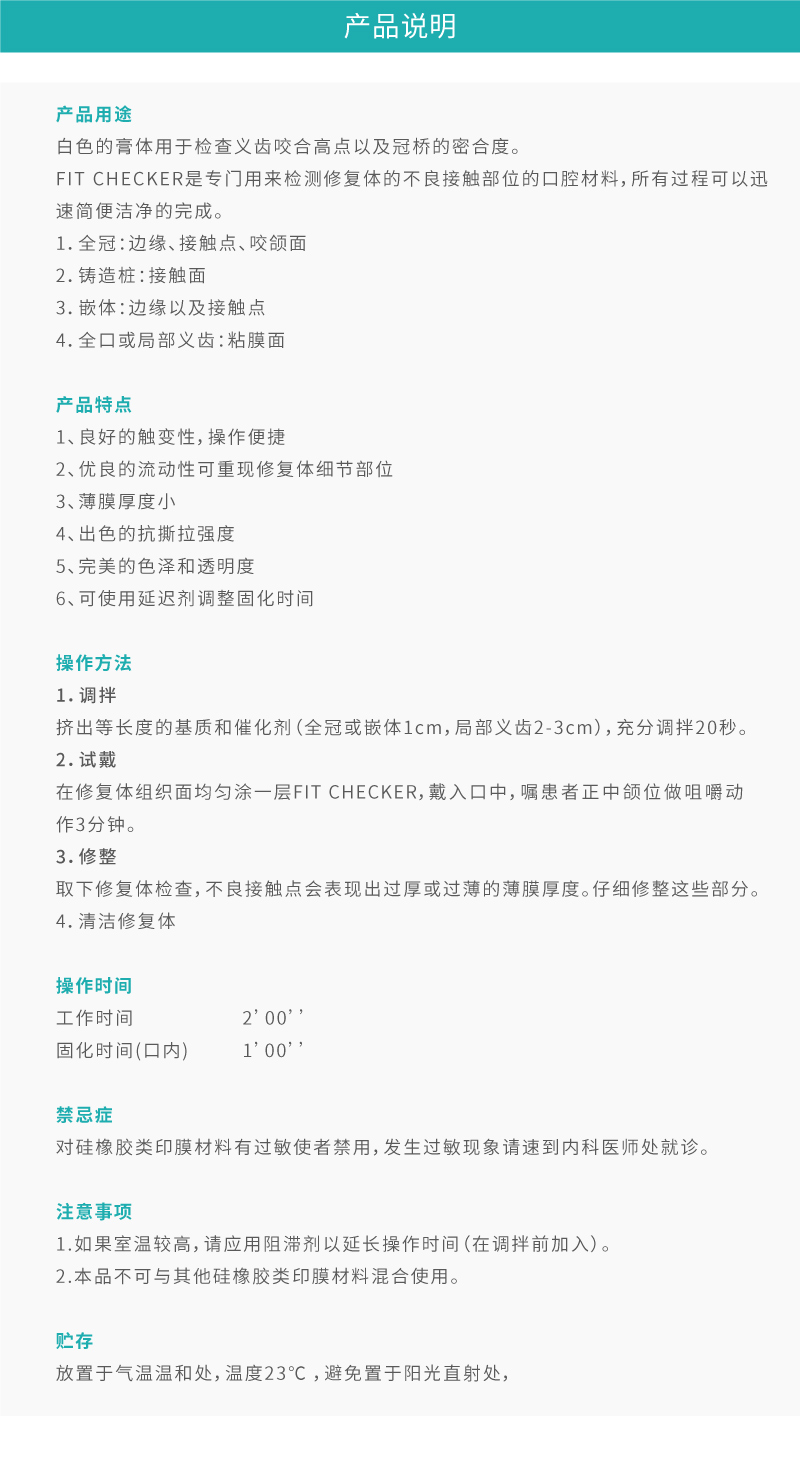 产品说明
产品用途
白色的膏体用于检查义齿咬合高点以及冠桥的密合度。
FIT CHECKER是专门用来检测修复体的不良接触部位的口腔材料，所有过程可以迅
速简便洁净的完成。
1. 全冠：边缘、接触点、咬颌面
2. 铸造桩：接触面
3. 嵌体：边缘以及接触点
4. 全口或局部义齿：粘膜面
产品特点
1、良好的触变性，操作便捷
2、优良的流动性可重现修复体细节部位
3、薄膜厚度小
4、出色的抗撕拉强度
5、完美的色泽和透明度
6、可使用延迟剂调整固化时间
操作方法
1. 调拌
挤出等长度的基质和催化剂（全冠或嵌体1cm，局部义齿2-3cm），充分调拌20秒。
2. 试戴
在修复体组织面均匀涂一层FIT CHECKER，戴入口中，嘱患者正中颌位做咀嚼动
作3分钟。
3. 修整
取下修复体检查，不良接触点会表现出过厚或过薄的薄膜厚度。仔细修整这些部分。
4. 清洁修复体
操作时间
工作时间 2’00’’
固化时间(口内) 1’00’’
禁忌症
对硅橡胶类印膜材料有过敏使者禁用，发生过敏现象请速到内科医师处就诊。
注意事项
1.如果室温较高，请应用阻滞剂以延长操作时间（在调拌前加入）。
2.本品不可与其他硅橡胶类印膜材料混合使用。
贮存
放置于气温温和处，温度23℃ ，避免置于阳光直射处，